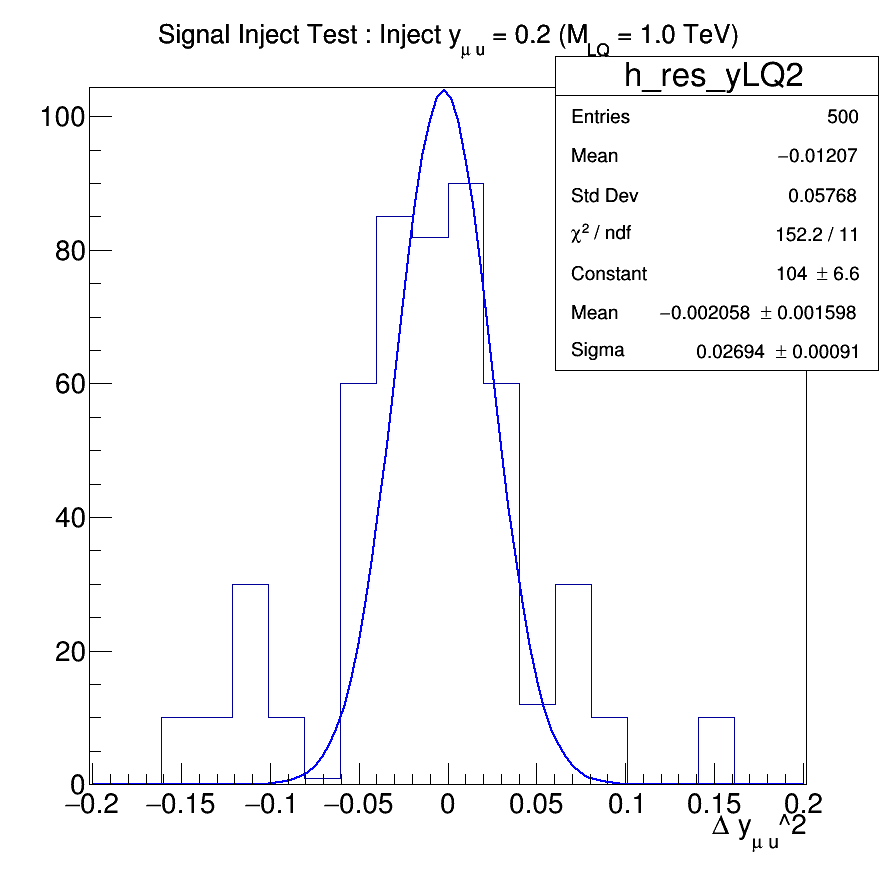 Signal Inject Test : Inject y_μ u = 0.2 (M_LQ = 1.0 TeV)
h_res_yLQ2
Entries 500
Mean −0.01207
Std Dev 0.05768
χ² / ndf 152.2 / 11
Constant 104 ± 6.6
Mean −0.002058 ± 0.001598
Sigma 0.02694 ± 0.00091
100
80
60
40
20
0
−0.2 −0.15 −0.1 −0.05 0 0.05 0.1 0.15 0.2
Δ y_μ u^2